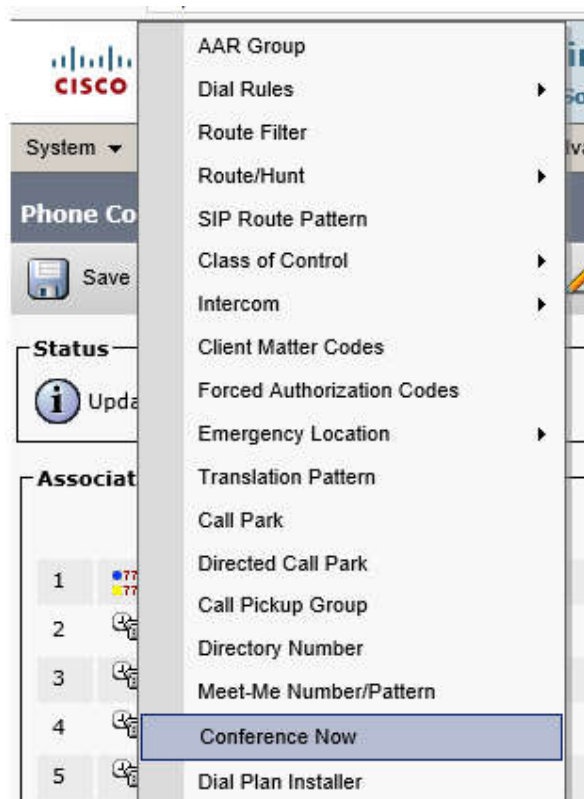 CISCO
System
Phone Co
Save
Status
Upda
Associat
1
2
3
4
5
AAR Group
Dial Rules
Route Filter
Route/Hunt
SIP Route Pattern
Class of Control
Intercom
Client Matter Codes
Forced Authorization Codes
Emergency Location
Translation Pattern
Call Park
Directed Call Park
Call Pickup Group
Directory Number
Meet-Me Number/Pattern
Conference Now
Dial Plan Installer